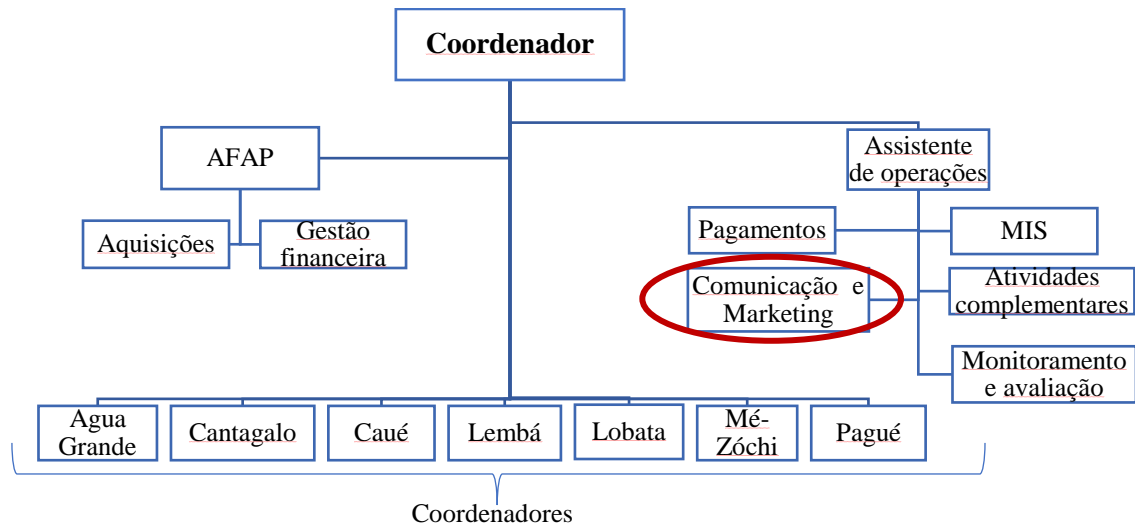 Coordenador
AFAP
Assistente
de operações
Aquisições
Gestão
financeira
Pagamentos
MIS
Comunicação e
Marketing
Atividades
complementares
Monitoramento
e avaliação
Agua
Grande
Cantagalo
Caué
Lembá
Lobata
Mé-
Zóchi
Pagué
Coordenadores